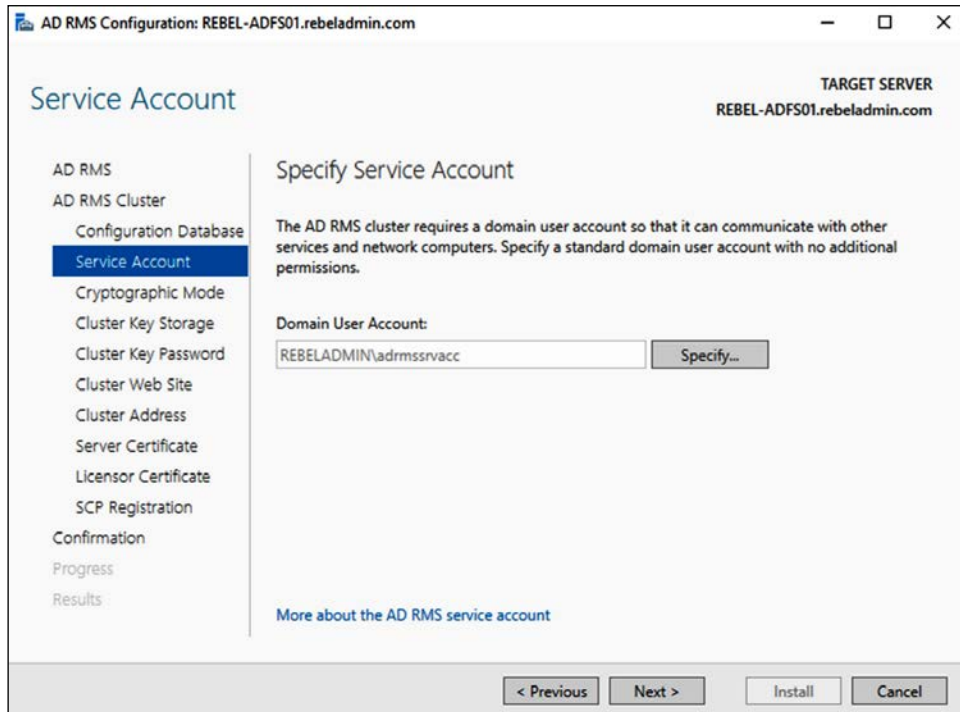 AD RMS Configuration: REBEL-ADFS01.rebeladmin.com
Service Account
TARGET SERVER
REBEL-ADFS01.rebeladmin.com
AD RMS
AD RMS Cluster
Configuration Database
Service Account
Cryptographic Mode
Cluster Key Storage
Cluster Key Password
Cluster Web Site
Cluster Address
Server Certificate
Licensor Certificate
SCP Registration
Confirmation
Progress
Results
Specify Service Account
The AD RMS cluster requires a domain user account so that it can communicate with other
services and network computers. Specify a standard domain user account with no additional
permissions.
Domain User Account:
REBELADMIN\adrmssrvacc
Specify...
More about the AD RMS service account
< Previous
Next >
Install
Cancel